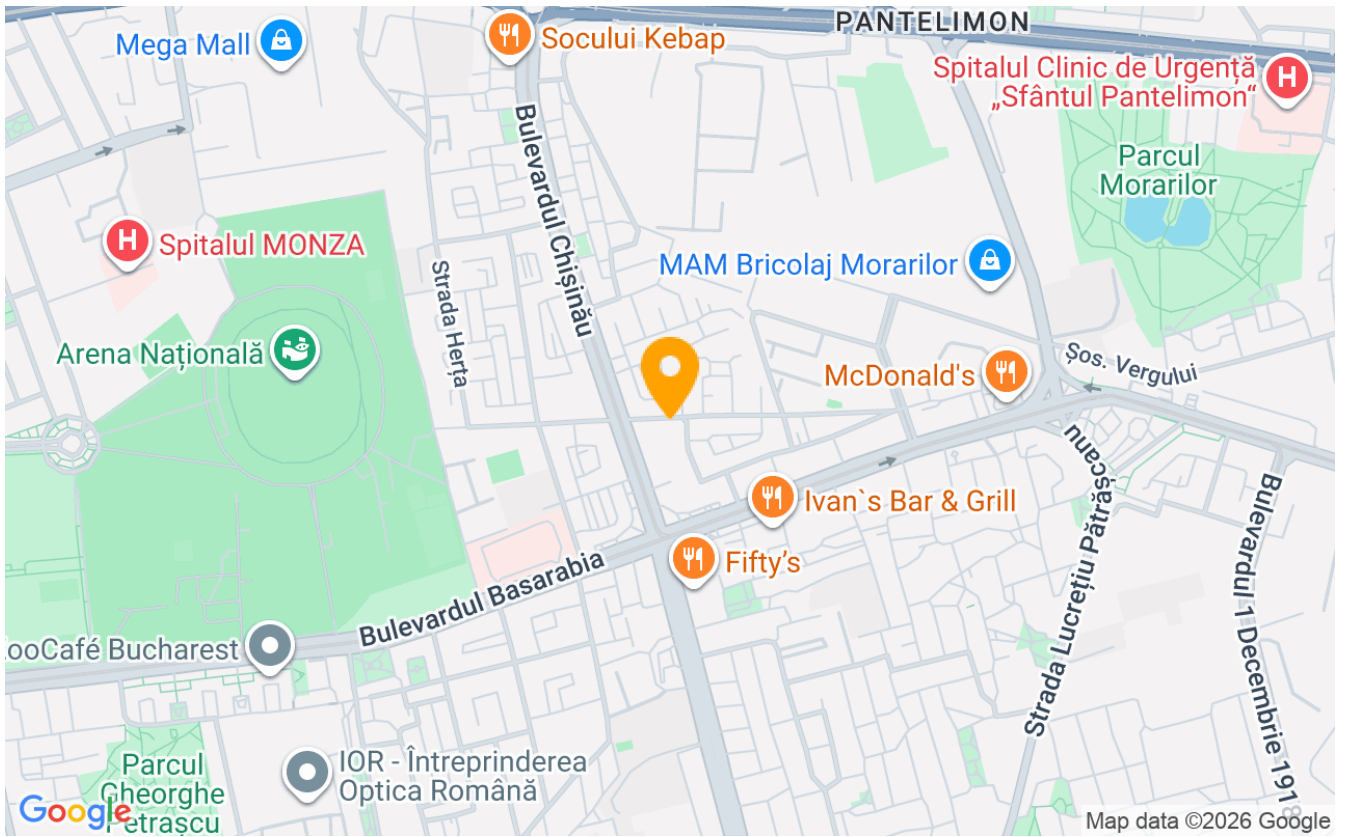 PANTELIMON
Mega Mall
Socului Kebap
Spitalul Clinic de Urgență
„Sfântul Pantelimon“
Bulevardul Chișinău
Parcul
Morarilor
Spitalul MONZA
MAM Bricolaj Morarilor
Strada Herța
Arena Națională
Șos. Vergului
McDonald's
Strada Lucrețiu Pătrășcanu
Bulevardul 1 Decembrie 1918
Ivan`s Bar & Grill
Fifty’s
Bulevardul Basarabia
ooCafé Bucharest
IOR - Întreprinderea
Optica Română
Parcul
Gheorghe
Petrașcu
Google
Map data ©2026 Google